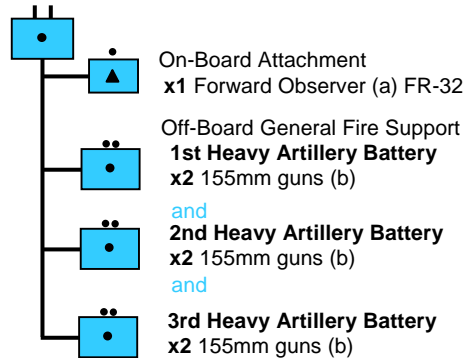 On-Board Attachment
x1 Forward Observer (a) FR-32
Off-Board General Fire Support
1st Heavy Artillery Battery
x2 155mm guns (b)
and
2nd Heavy Artillery Battery
x2 155mm guns (b)
and
3rd Heavy Artillery Battery
x2 155mm guns (b)